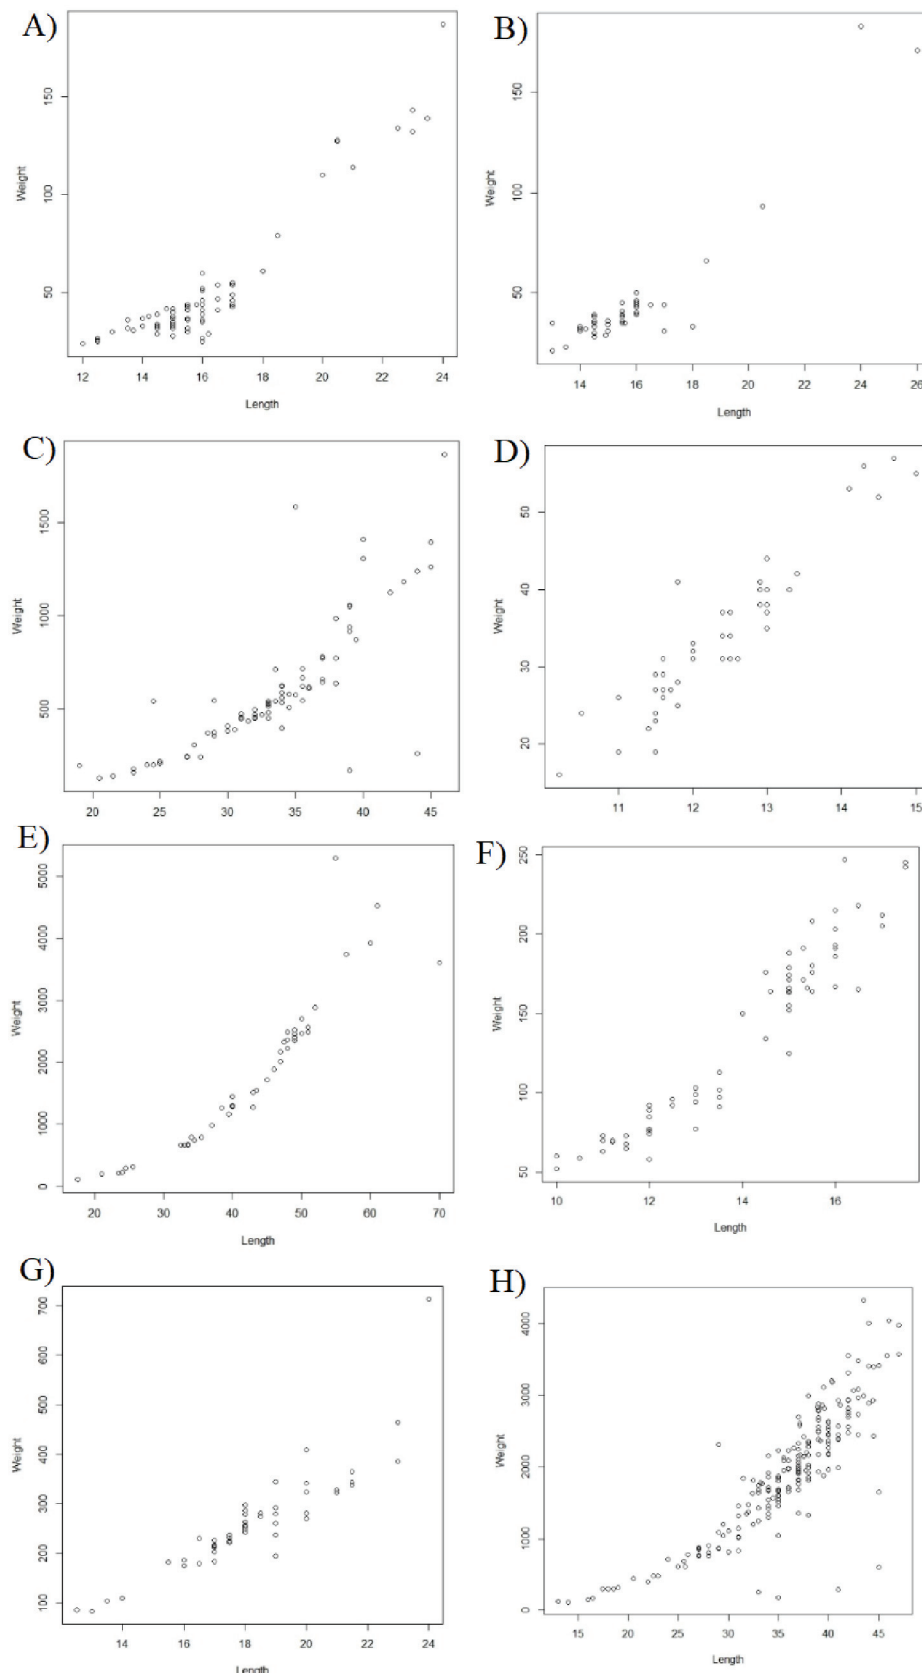 A)
Weight
150
100
50
12 14 16 18 20 22 24
Length
B)
Weight
150
100
50
14 16 18 20 22 24 26
Length
C)
Weight
1500
1000
500
20 25 30 35 40 45
Length
D)
Weight
50
40
30
20
11 12 13 14 15
Length
E)
Weight
5000
4000
3000
2000
1000
0
20 30 40 50 60 70
Length
F)
Weight
250
200
150
100
50
10 12 14 16
Length
G)
Weight
700
600
500
400
300
200
100
14 16 18 20 22 24
Length
H)
Weight
4000
3000
2000
1000
0
15 20 25 30 35 40 45
Length